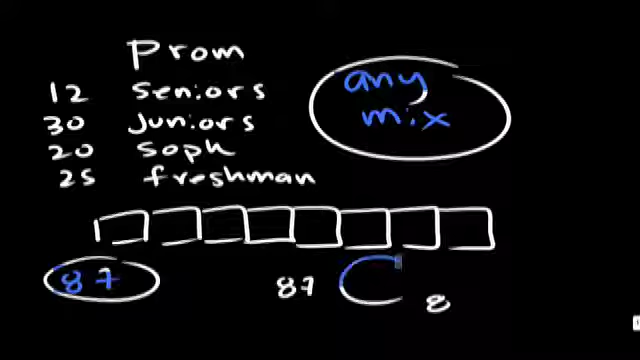 Prom
12 seniors
30 juniors
20 soph
25 freshman
any
mix
87
87 C 8